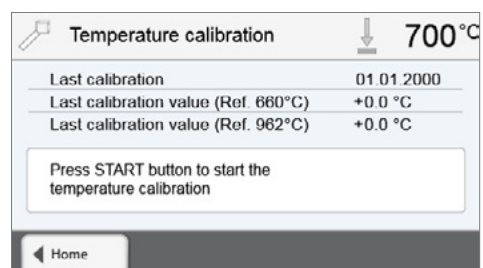 Temperature calibration 700°C
Last calibration 01.01.2000
Last calibration value (Ref. 660°C) +0.0 °C
Last calibration value (Ref. 962°C) +0.0 °C
Press START button to start the
temperature calibration
Home